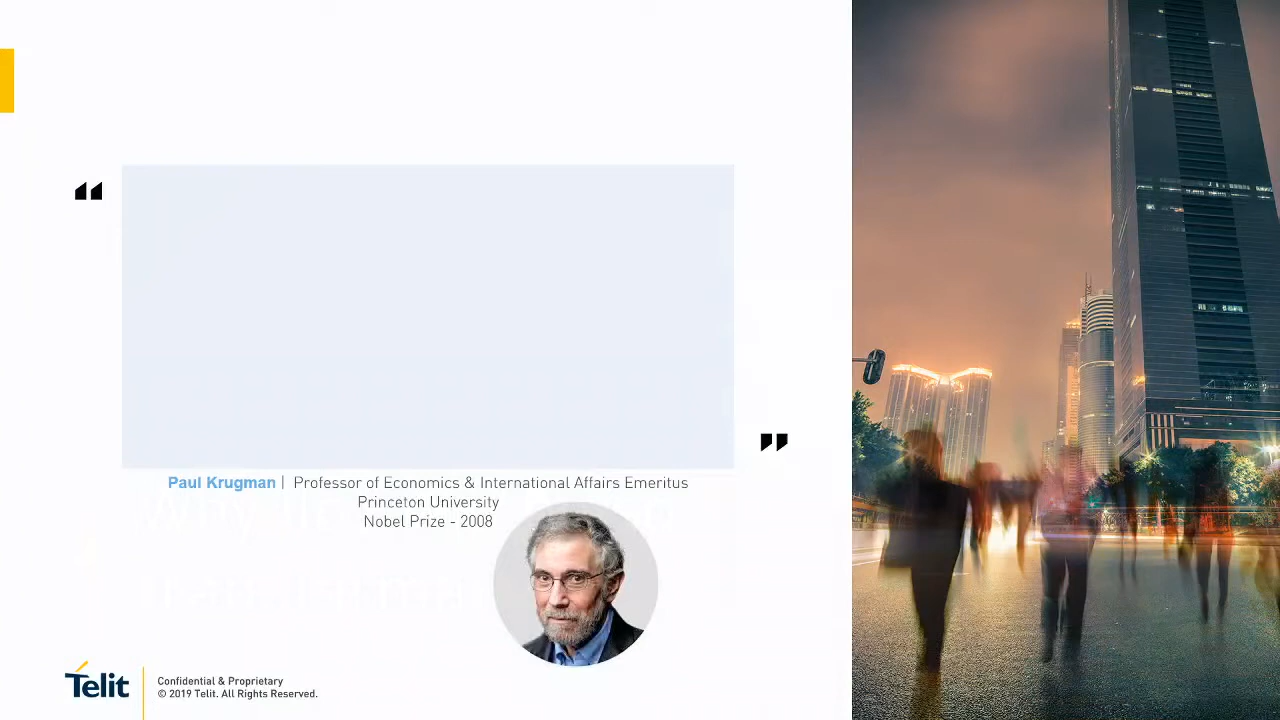 “
”
Paul Krugman | Professor of Economics & International Affairs Emeritus
Princeton University
Nobel Prize - 2008
Telit
Confidential & Proprietary
© 2019 Telit. All Rights Reserved.